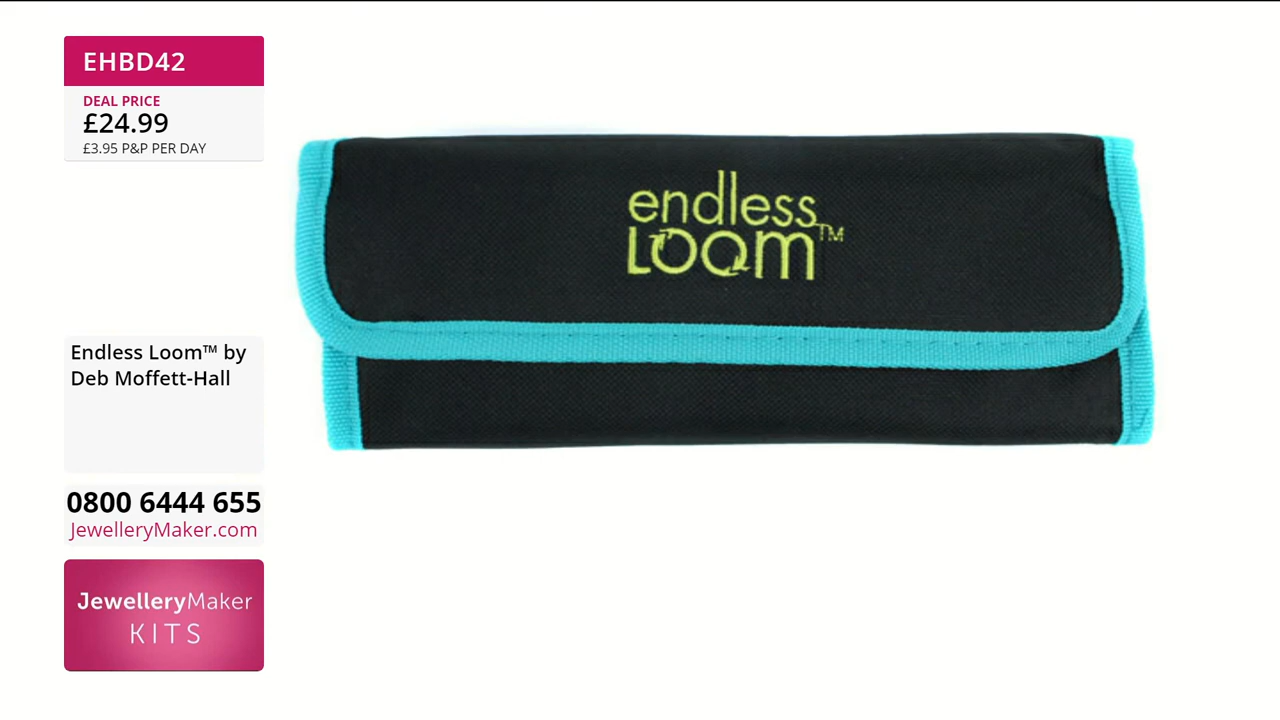 EHBD42
DEAL PRICE
£24.99
£3.95 P&P PER DAY
Endless Loom™ by
Deb Moffett-Hall
0800 6444 655
JewelleryMaker.com
JewelleryMaker
KITS
endless
LOOM™